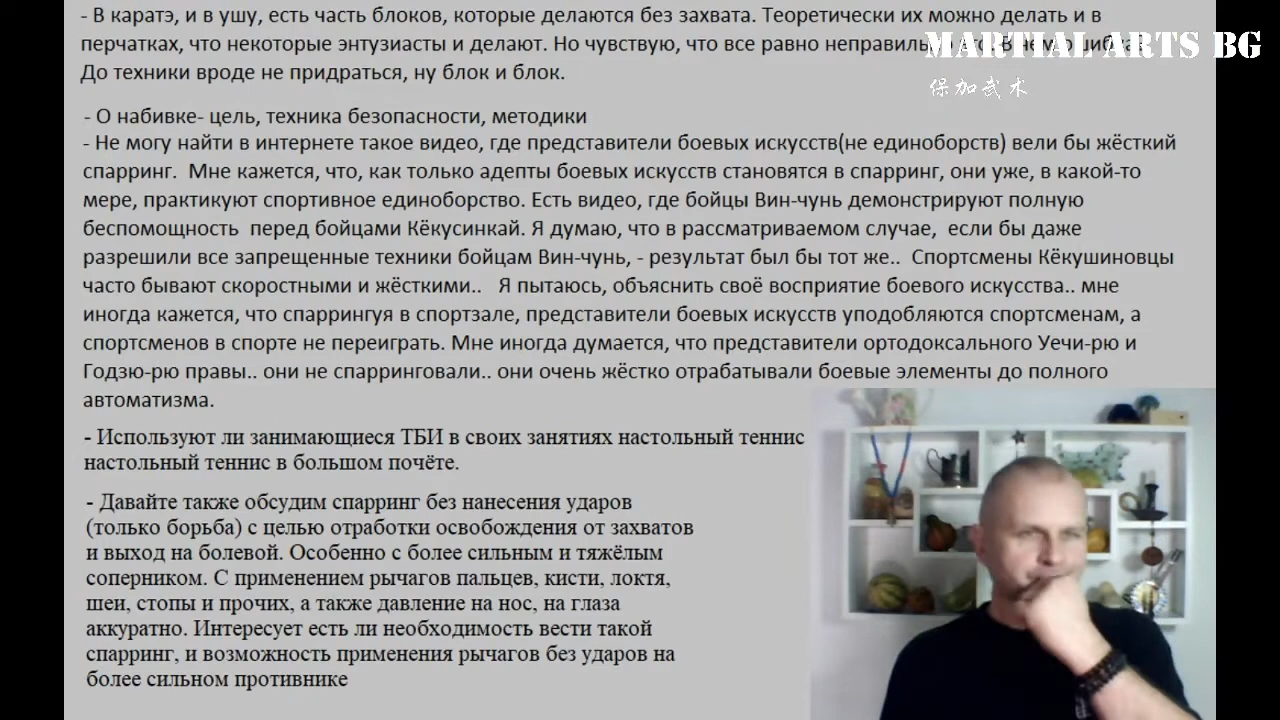 - В каратэ, и в ушу, есть часть блоков, которые делаются без захвата. Теоретически их можно делать и в
перчатках, что некоторые энтузиасты и делают. Но чувствую, что все равно
MARTIAL ARTS BG
До техники вроде не придраться, ну блок и блок.
保加武术
- О набивке- цель, техника безопасности, методики
- Не могу найти в интернете такое видео, где представители боевых искусств(не единоборств) вели бы жёсткий
спарринг. Мне кажется, что, как только адепты боевых искусств становятся в спарринг, они уже, в какой-то
мере, практикуют спортивное единоборство. Есть видео, где бойцы Вин-чунь демонстрируют полную
беспомощность перед бойцами Кёкусинкай. Я думаю, что в рассматриваемом случае, если бы даже
разрешили все запрещенные техники бойцам Вин-чунь, - результат был бы тот же.. Спортсмены Кёкушиновцы
часто бывают скоростными и жёсткими.. Я пытаюсь, объяснить своё восприятие боевого искусства.. мне
иногда кажется, что спаррингуя в спортзале, представители боевых искусств уподобляются спортсменам, а
спортсменов в спорте не переиграть. Мне иногда думается, что представители ортодоксального Уечи-рю и
Годзю-рю правы.. они не спарринговали.. они очень жёстко отрабатывали боевые элементы до полного
автоматизма.
- Используют ли занимающиеся ТБИ в своих занятиях настольный теннис
настольный теннис в большом почёте.
- Давайте также обсудим спарринг без нанесения ударов
(только борьба) с целью отработки освобождения от захватов
и выход на болевой. Особенно с более сильным и тяжёлым
соперником. С применением рычагов пальцев, кисти, локтя,
шеи, стопы и прочих, а также давление на нос, на глаза
аккуратно. Интересует есть ли необходимость вести такой
спарринг, и возможность применения рычагов без ударов на
более сильном противнике